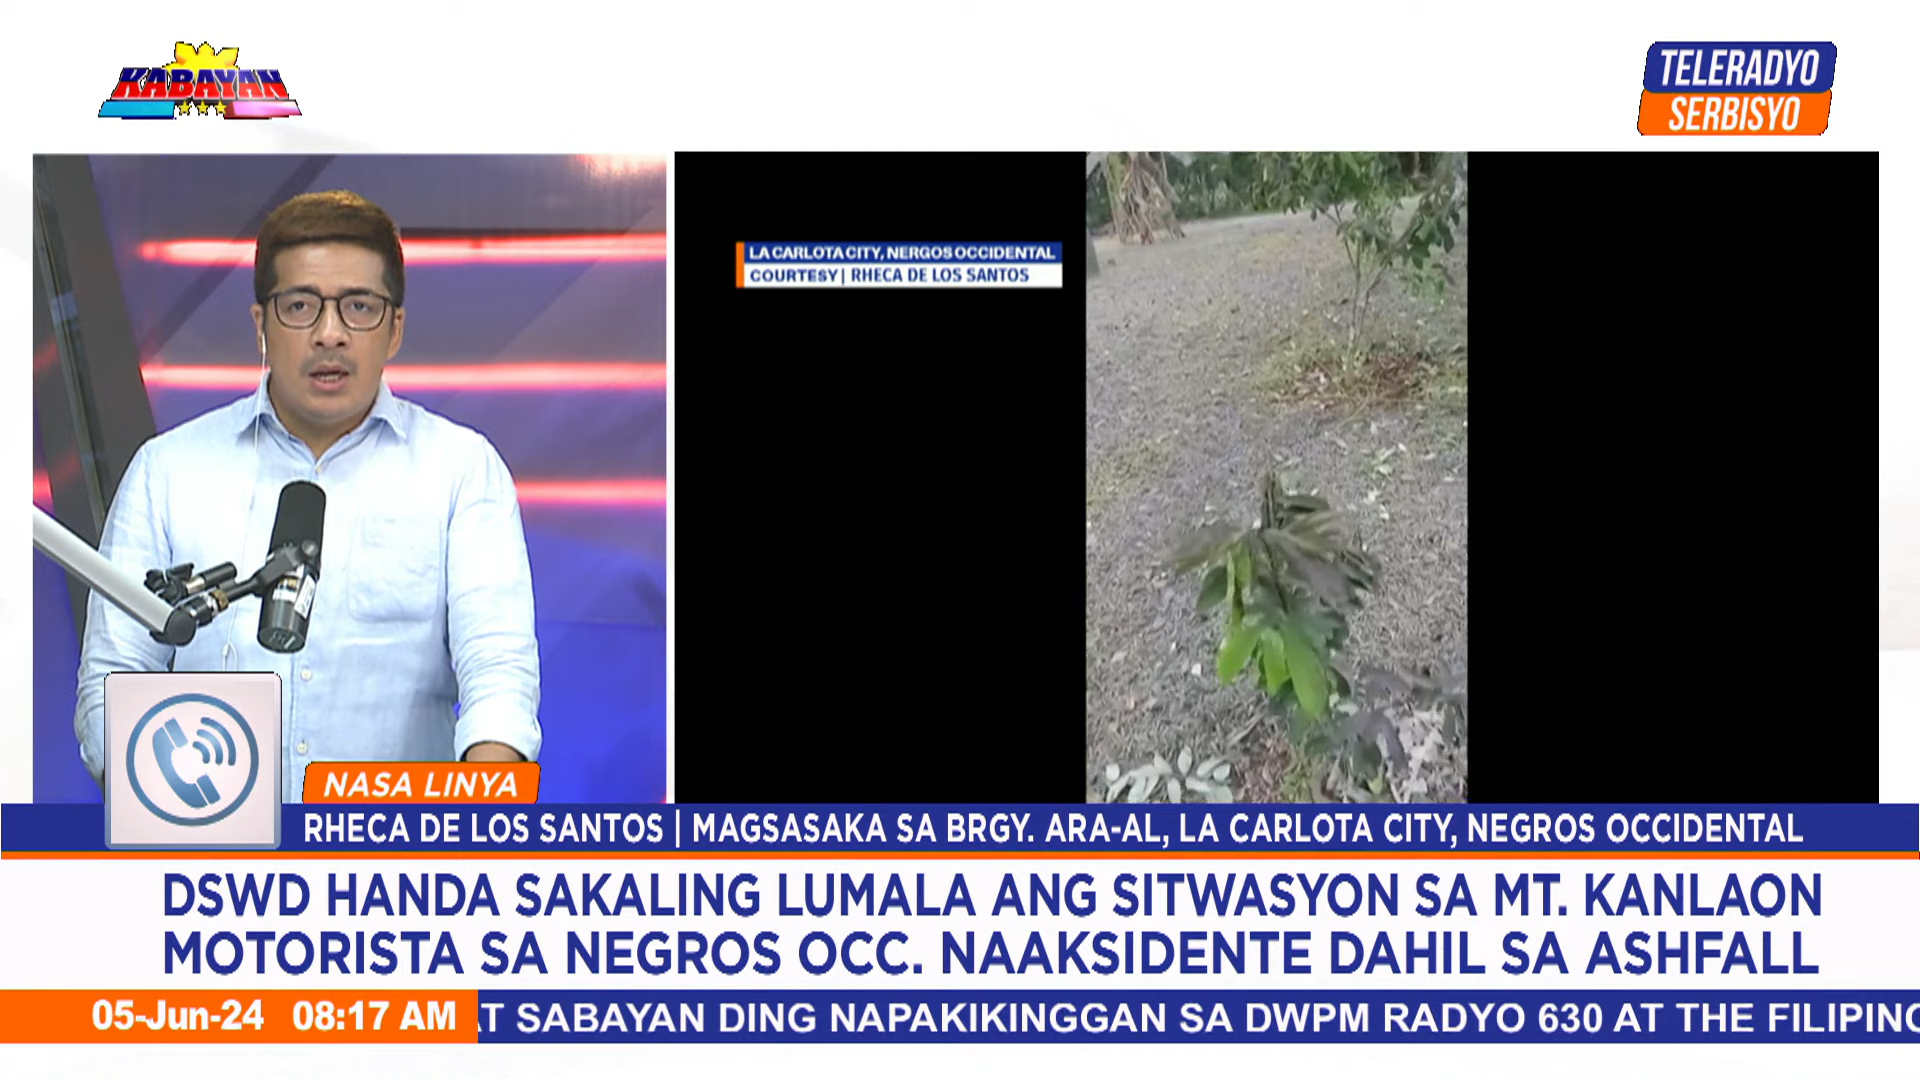 KABAYAN
TELERADYO
SERBISYO
LA CARLOTA CITY, NERGOS OCCIDENTAL
COURTESY | RHECA DE LOS SANTOS
NASA LINYA
RHECA DE LOS SANTOS | MAGSASAKA SA BRGY. ARA-AL, LA CARLOTA CITY, NEGROS OCCIDENTAL
DSWD HANDA SAKALING LUMALA ANG SITWASYON SA MT. KANLAON
MOTORISTA SA NEGROS OCC. NAAKSIDENTE DAHIL SA ASHFALL
05-Jun-24 08:17 AM AT SABAYAN DING NAPAKIKINGGAN SA DWPM RADYO 630 AT THE FILIPINO